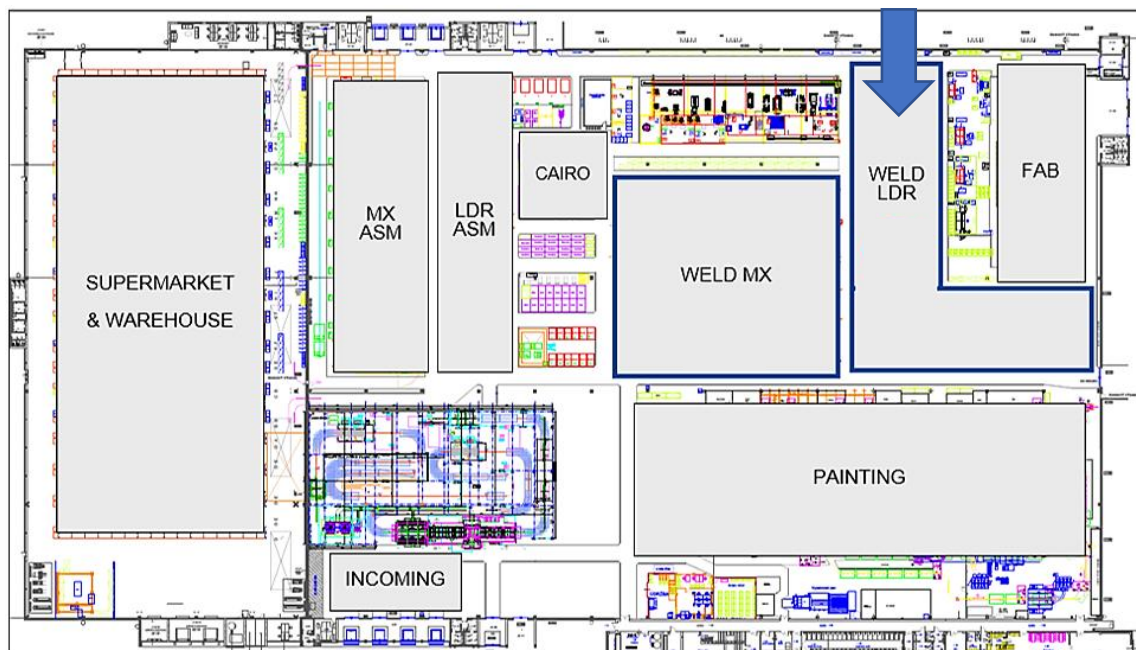 SUPERMARKET
& WAREHOUSE
MX
ASM
LDR
ASM
CAIRO
WELD MX
WELD
LDR
FAB
PAINTING
INCOMING